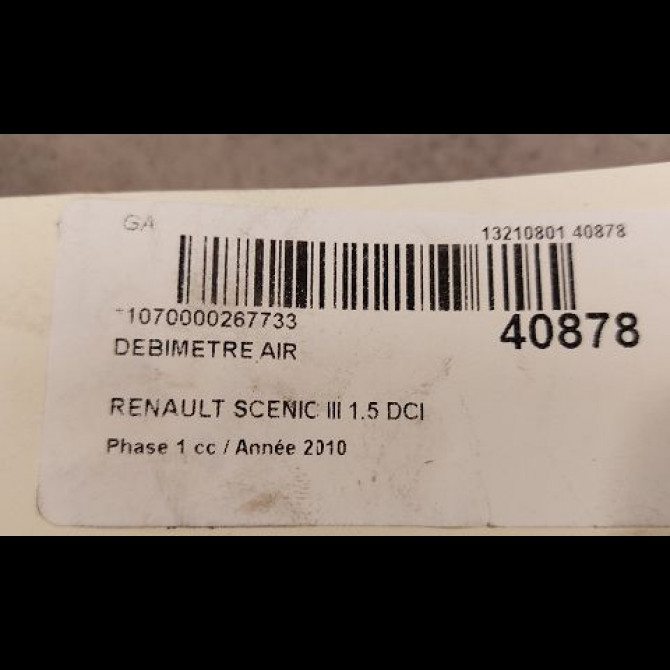 GA
13210801 40878
1070000267733
40878
DEBIMETRE AIR
RENAULT SCENIC III 1.5 DCI
Phase 1 cc / Année 2010